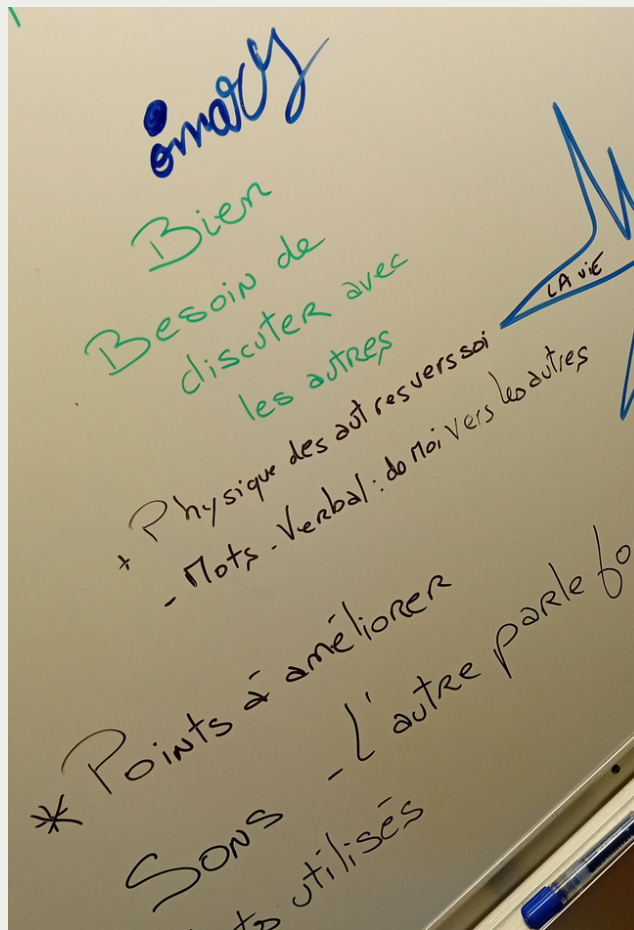 omary
Bien
Besoin de
discuter avec
les autres
LA ViE
+ Physique des autres vers soi
- Mots - Verbal : de Moi vers les autres
* Points à améliorer
Sons - L'autre parle fo
utilisés